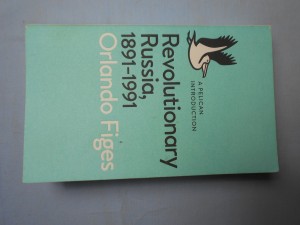 A PELICAN
INTRODUCTION
Revolutionary
Russia,
1891–1991
Orlando Figes